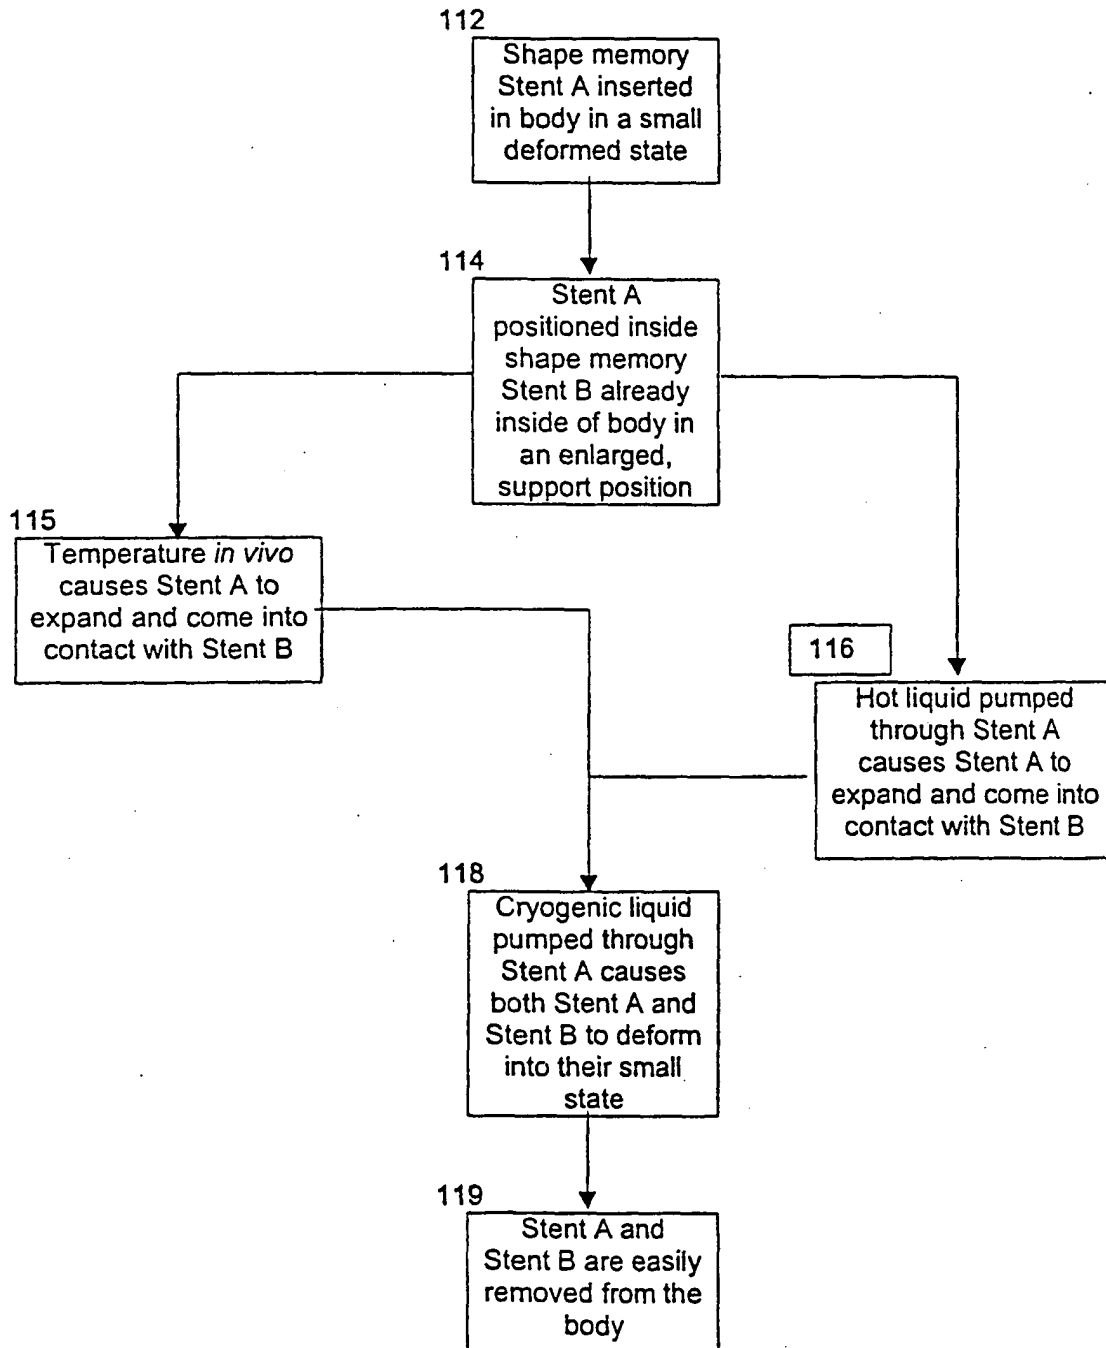 112
Shape memory
Stent A inserted
in body in a small
deformed state
114
Stent A
positioned inside
shape memory
Stent B already
inside of body in
an enlarged,
support position
115
Temperature in vivo
causes Stent A to
expand and come into
contact with Stent B
116
Hot liquid pumped
through Stent A
causes Stent A to
expand and come into
contact with Stent B
118
Cryogenic liquid
pumped through
Stent A causes
both Stent A and
Stent B to deform
into their small
state
119
Stent A and
Stent B are easily
removed from the
body